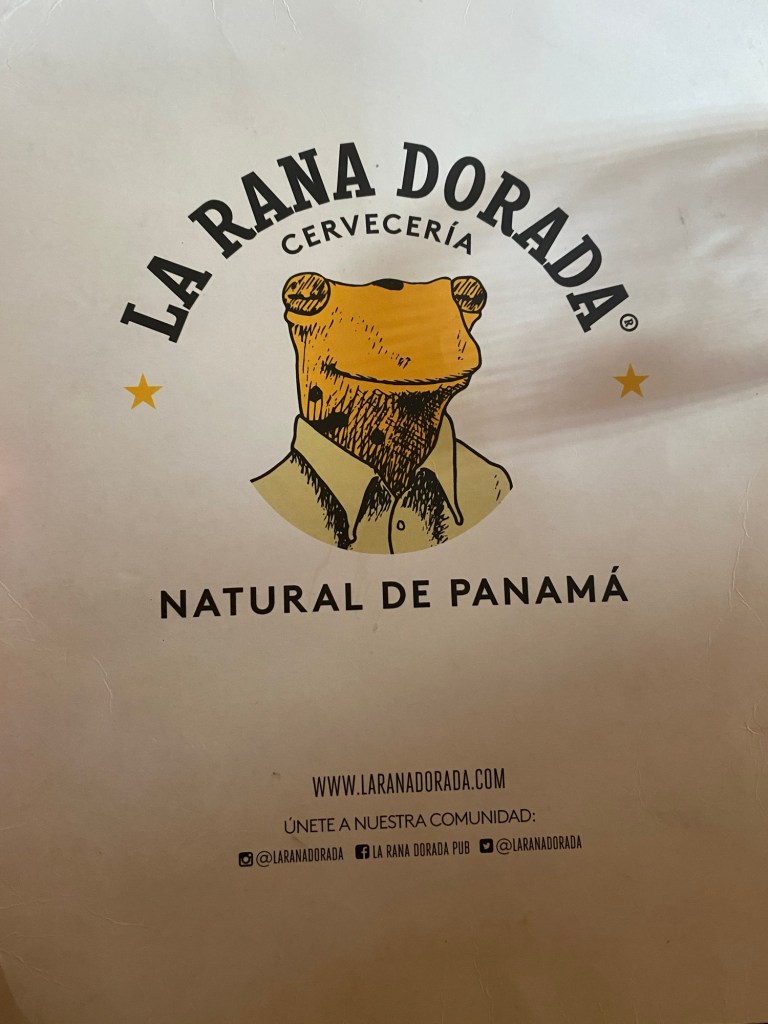 LA RANA DORADA®
CERVECERÍA
NATURAL DE PANAMÁ
WWW.LARANADORADA.COM
ÚNETE A NUESTRA COMUNIDAD:
@LARANADORADA LA RANA DORADA PUB @LARANADORADA